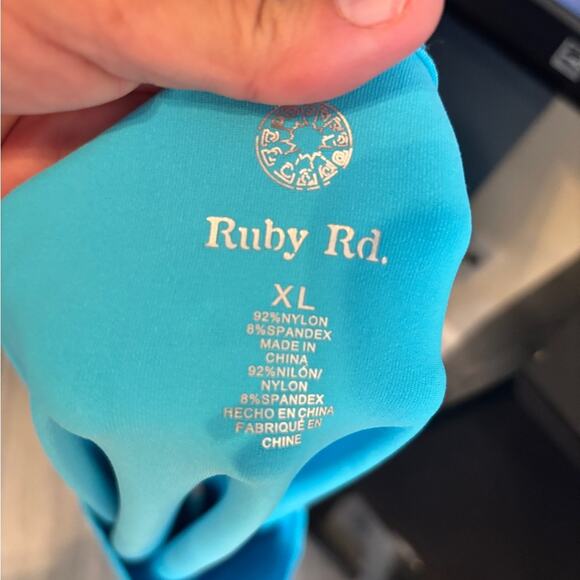 Ruby Rd.
XL
92%NYLON
8%SPANDEX
MADE IN
CHINA
92%NILÓN/
NYLON
8%SPANDEX
HECHO EN CHINA
FABRIQUÉ EN
CHINE